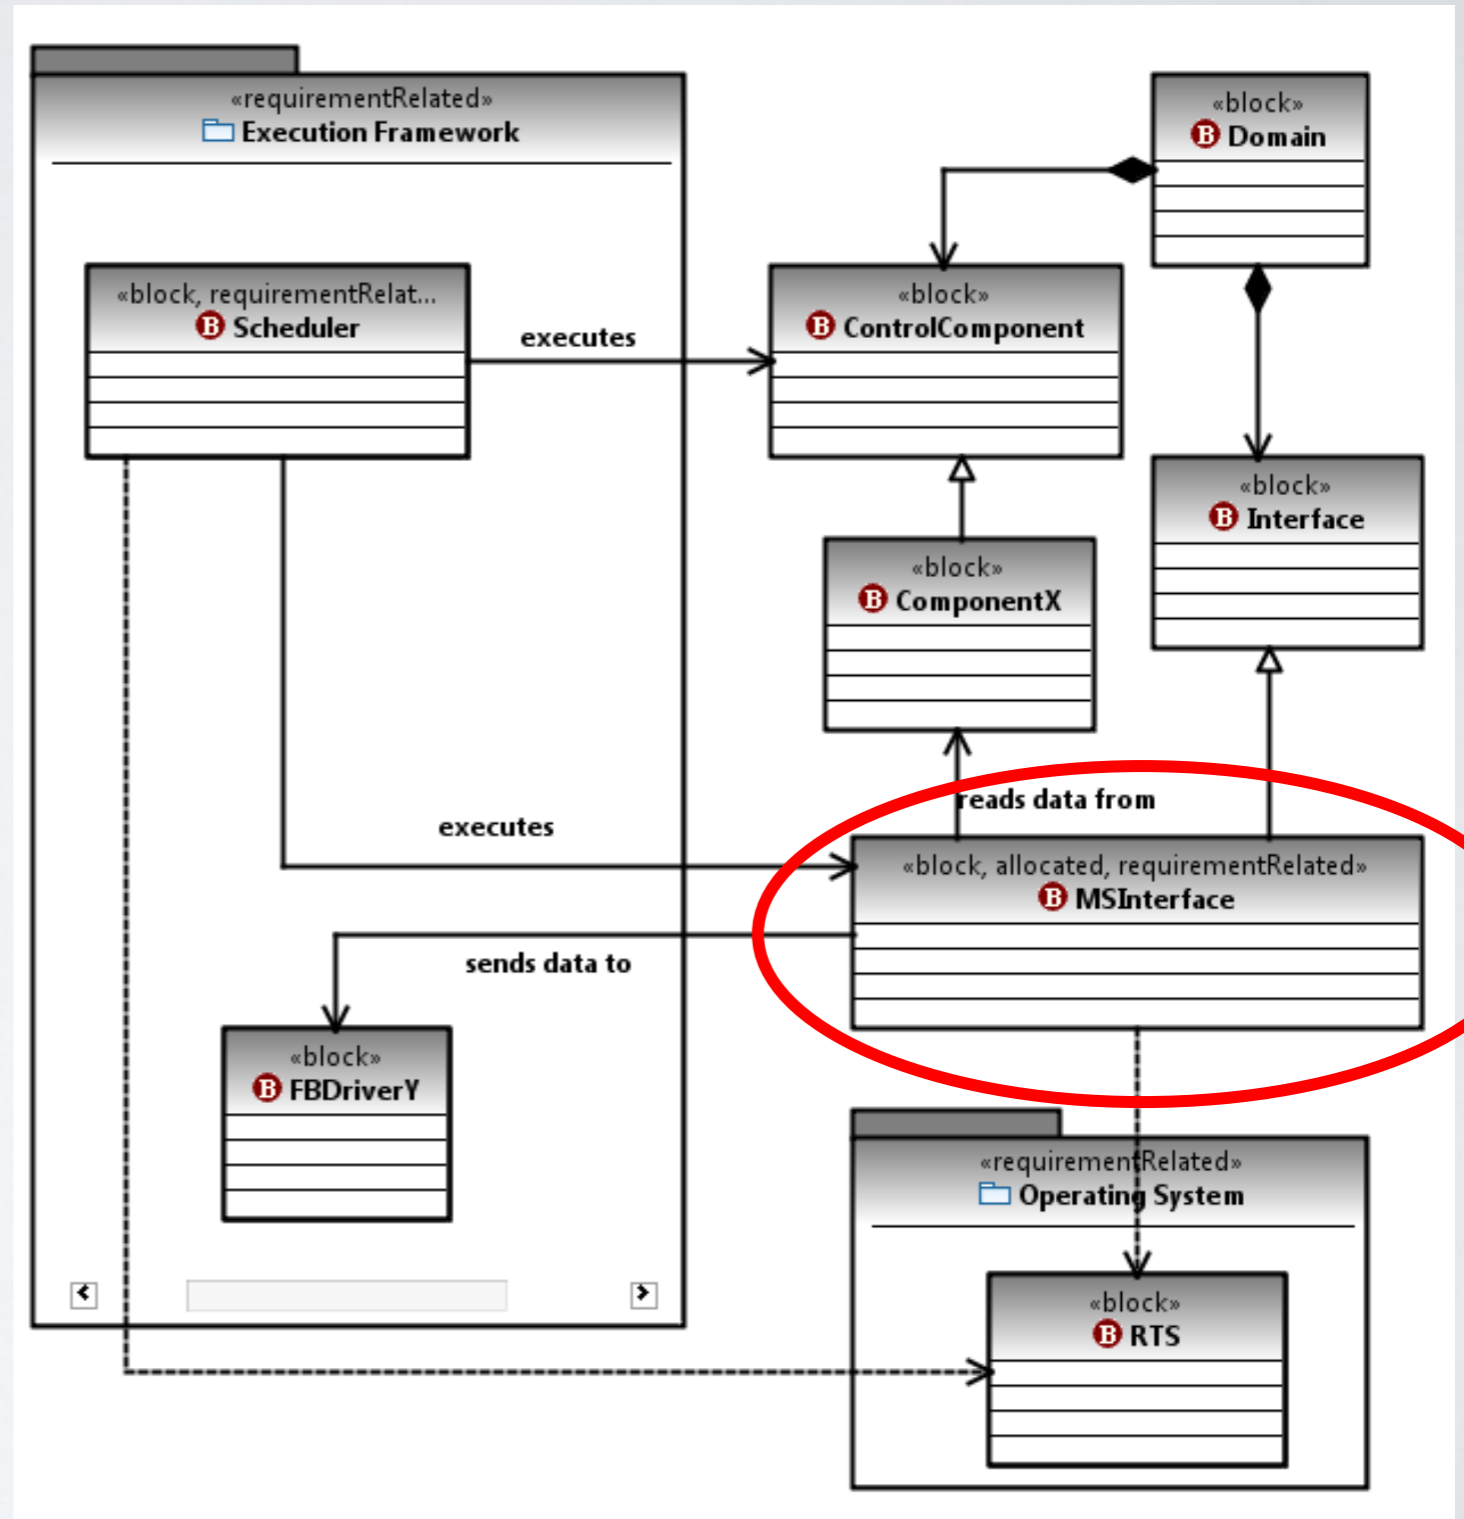 «requirementRelated»
Execution Framework
«block»
B Domain
«block, requirementRelat...
B Scheduler
executes
«block»
B ControlComponent
«block»
B Interface
«block»
B ComponentX
reads data from
executes
«block, allocated, requirementRelated»
B MSInterface
sends data to
«block»
B FBDriverY
«requirementRelated»
Operating System
«block»
B RTS